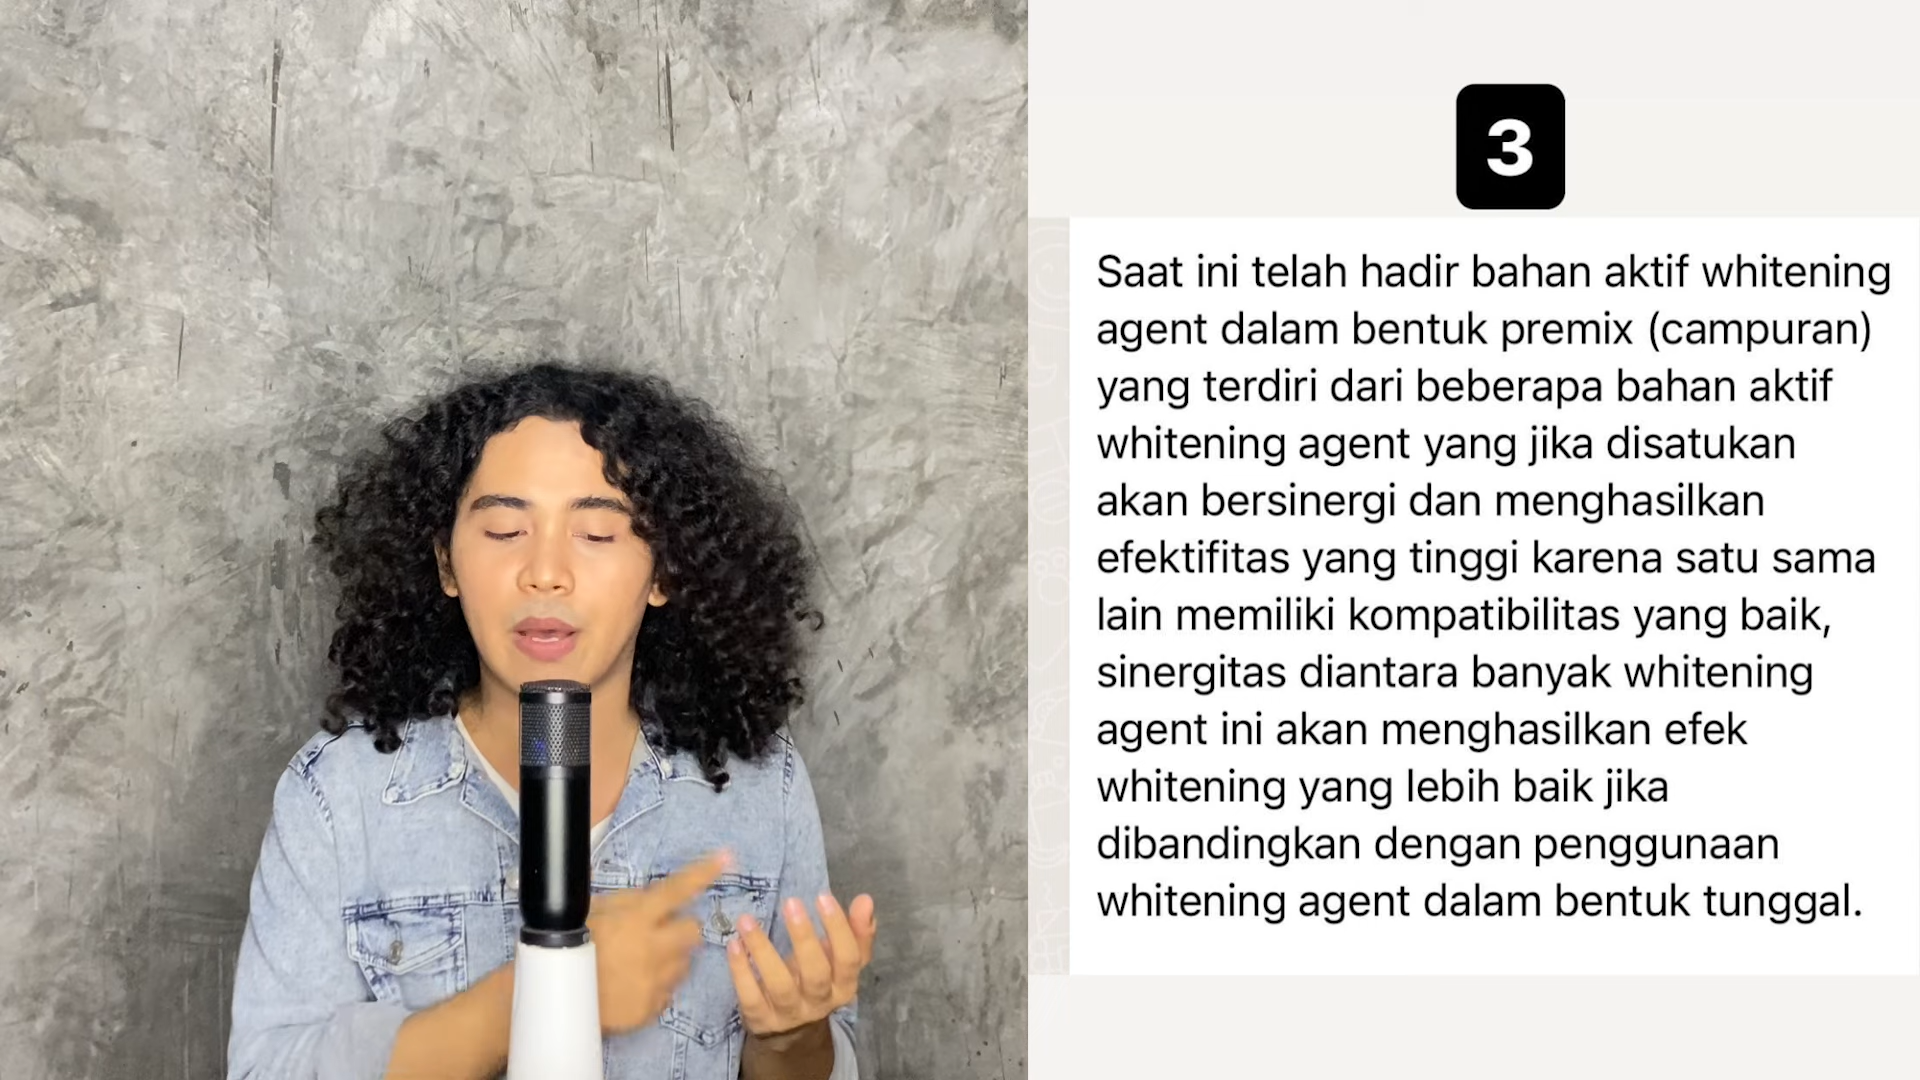 3
Saat ini telah hadir bahan aktif whitening
agent dalam bentuk premix (campuran)
yang terdiri dari beberapa bahan aktif
whitening agent yang jika disatukan
akan bersinergi dan menghasilkan
efektifitas yang tinggi karena satu sama
lain memiliki kompatibilitas yang baik,
sinergitas diantara banyak whitening
agent ini akan menghasilkan efek
whitening yang lebih baik jika
dibandingkan dengan penggunaan
whitening agent dalam bentuk tunggal.